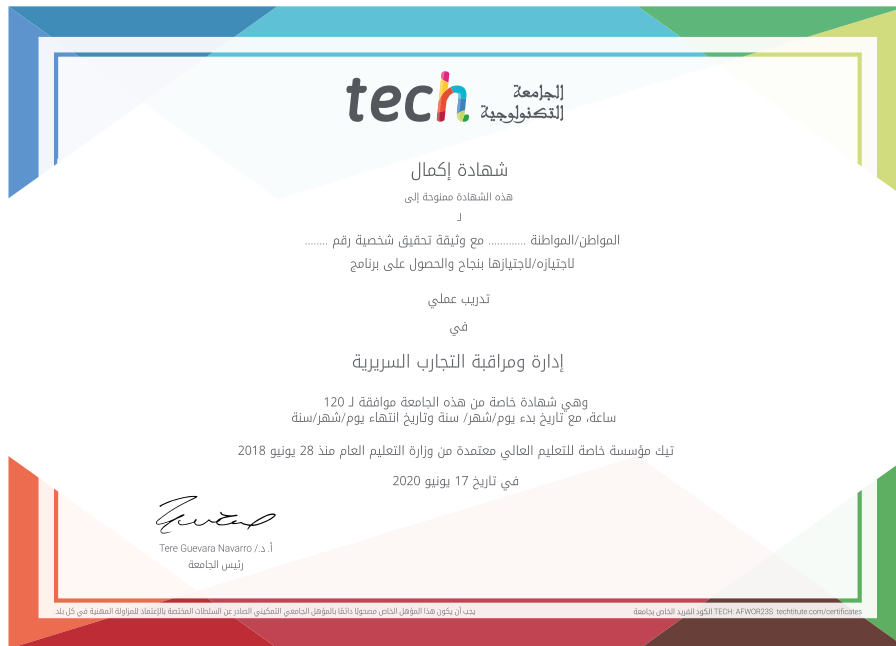 tech الجامعة
التكنولوجية
شهادة إكمال
هذه الشهادة ممنوحة إلى
لـ
المواطن/المواطنة ............. مع وثيقة تحقيق شخصية رقم ........
لاجتيازه/لاجتيازها بنجاح والحصول على برنامج
تدريب عملي
في
إدارة ومراقبة التجارب السريرية
وهي شهادة خاصة من هذه الجامعة موافقة لـ 120
ساعة، مع تاريخ بدء يوم/شهر/ سنة وتاريخ انتهاء يوم/شهر/سنة
تيك مؤسسة خاصة للتعليم العالي معتمدة من وزارة التعليم العام منذ 28 يونيو 2018
في تاريخ 17 يونيو 2020
أ. د./ Tere Guevara Navarro
رئيس الجامعة
يجب أن يكون هذا المؤهل الخاص مصحوبًا دائمًا بالمؤهل الجامعي التمكيني الصادر عن السلطات المختصة بالإعتماد للمزاولة المهنية في كل بلد.
الكود الفريد الخاص بجامعة TECH: AFWOR23S techtitute.com/certificates